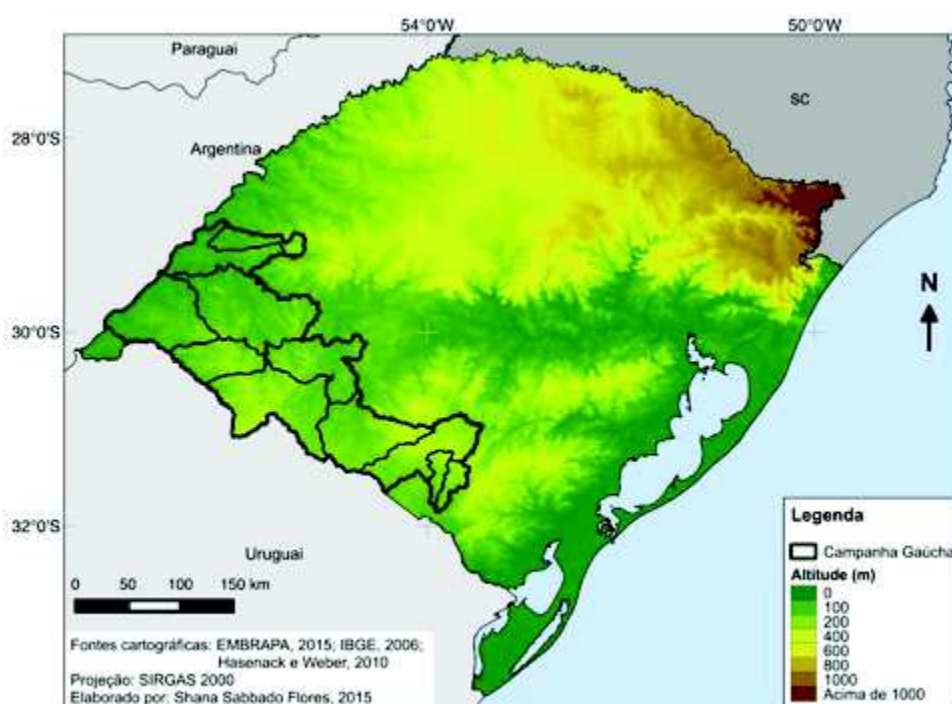 54°0'W
50°0'W
Paraguai
SC
28°0'S
Argentina
N
30°0'S
32°0'S
Uruguai
0 50 100 150 km
Fontes cartográficas: EMBRAPA, 2015; IBGE, 2006;
Hasenack e Weber, 2010
Projeção: SIRGAS 2000
Elaborado por: Shana Sabbado Flores, 2015
Legenda
Campanha Gaúcha
Altitude (m)
0
100
200
400
600
800
1000
Acima de 1000